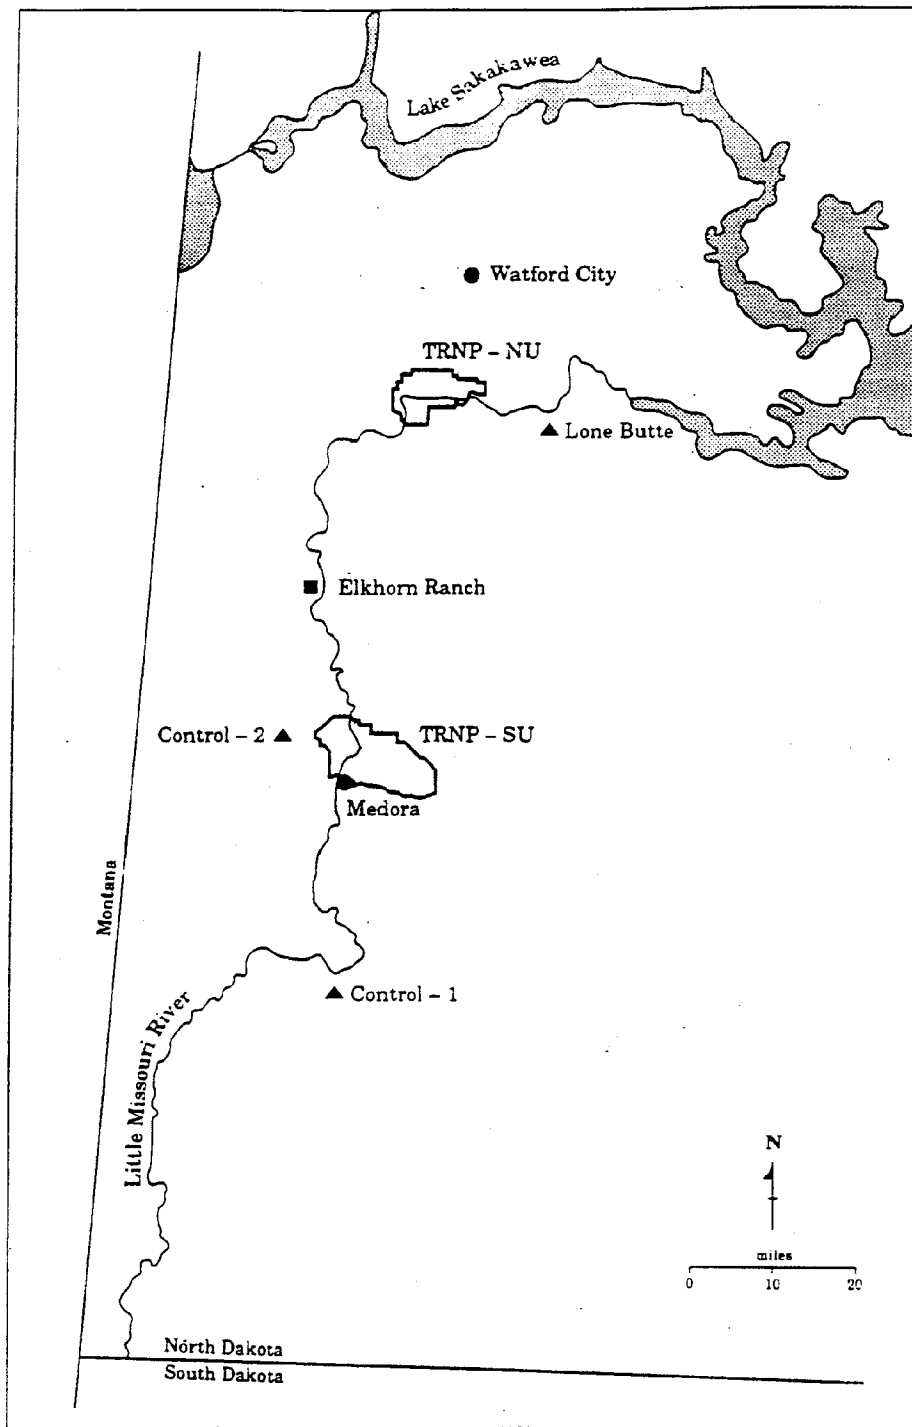 Lake Sakakawea
Watford City
TRNP – NU
Lone Butte
Elkhorn Ranch
Control – 2
TRNP – SU
Medora
Montana
Control – 1
Little Missouri River
N
miles
0 10 20
North Dakota
South Dakota